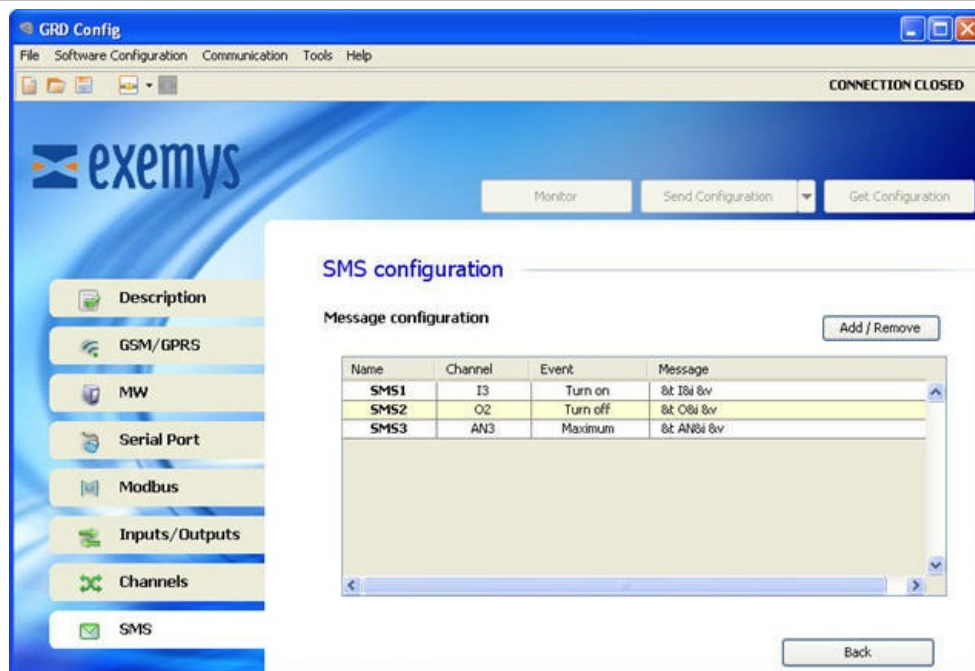 GRD Config
File Software Configuration Communication Tools Help
CONNECTION CLOSED
exemys
Monitor Send Configuration Get Configuration
SMS configuration
Message configuration
Add / Remove
Description
GSM/GPRS
MW
Serial Port
Modbus
Inputs/Outputs
Channels
SMS
Name Channel Event Message
SMS1 I3 Turn on &t I&i &v
SMS2 O2 Turn off &t O&i &v
SMS3 AN3 Maximum &t AN&i &v
Back